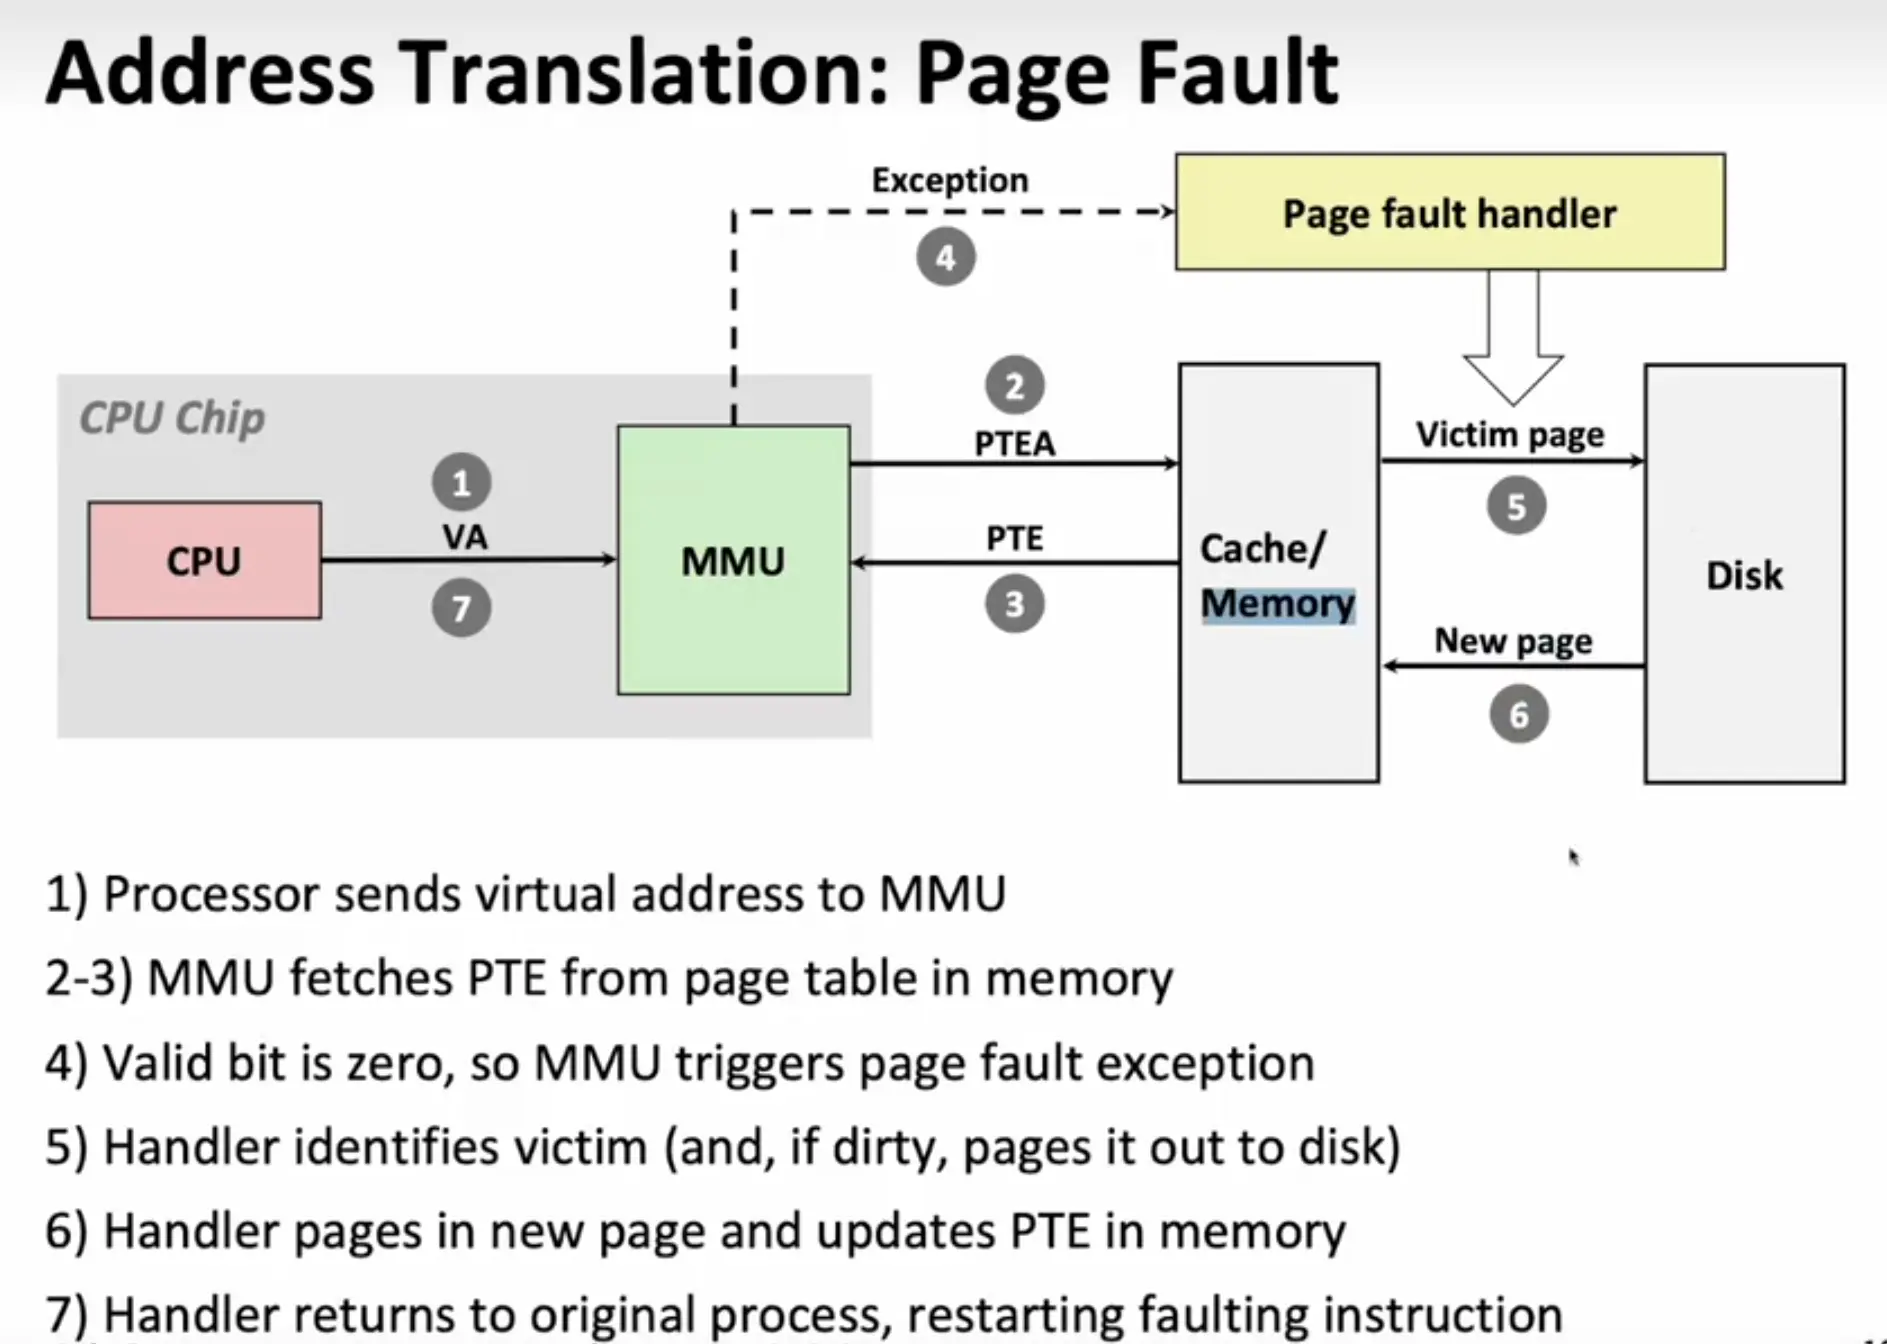 Address Translation: Page Fault
Exception
Page fault handler
4
2
CPU Chip
PTEA
Victim page
1
VA
5
CPU
MMU
PTE
Cache/
Memory
Disk
7
3
New page
6
1) Processor sends virtual address to MMU
2-3) MMU fetches PTE from page table in memory
4) Valid bit is zero, so MMU triggers page fault exception
5) Handler identifies victim (and, if dirty, pages it out to disk)
6) Handler pages in new page and updates PTE in memory
7) Handler returns to original process, restarting faulting instruction